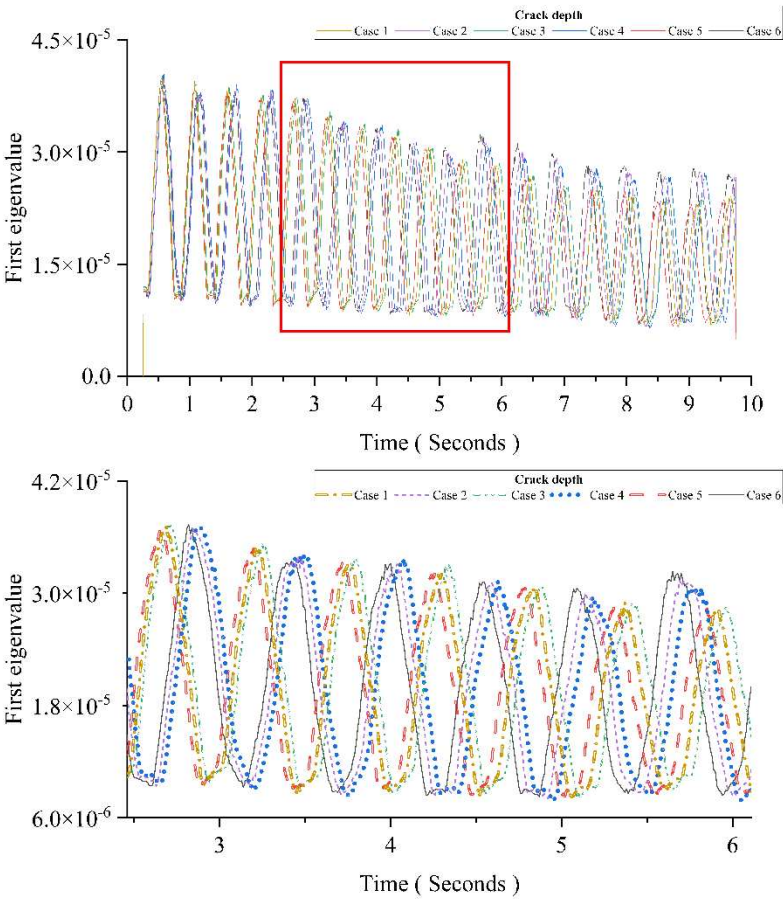 Crack depth
Case 1 Case 2 Case 3 Case 4 Case 5 Case 6
4.5×10⁻⁵
3.0×10⁻⁵
1.5×10⁻⁵
0.0
First eigenvalue
0 1 2 3 4 5 6 7 8 9 10
Time ( Seconds )
Crack depth
Case 1 Case 2 Case 3 Case 4 Case 5 Case 6
4.2×10⁻⁵
3.0×10⁻⁵
1.8×10⁻⁵
6.0×10⁻⁶
First eigenvalue
3 4 5 6
Time ( Seconds )